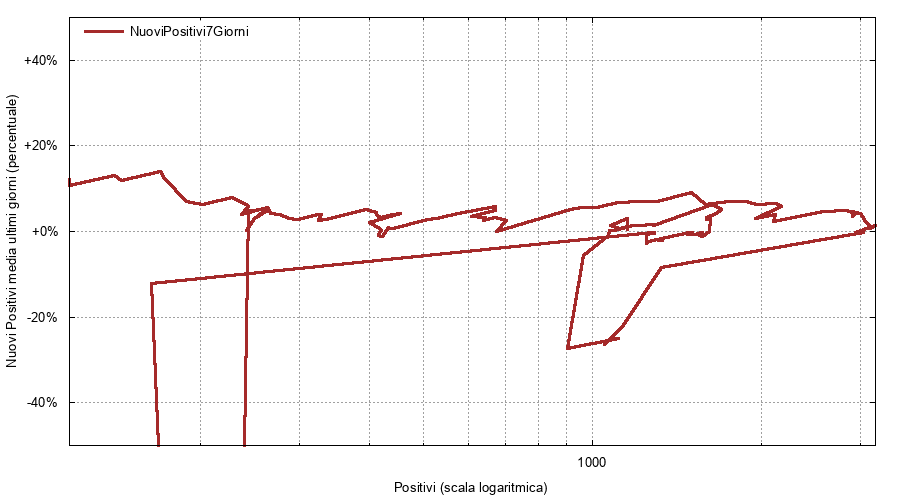 NuoviPositivi7Giorni
+40%
+20%
+0%
-20%
-40%
Nuovi Positivi media ultimi giorni (percentuale)
1000
Positivi (scala logaritmica)